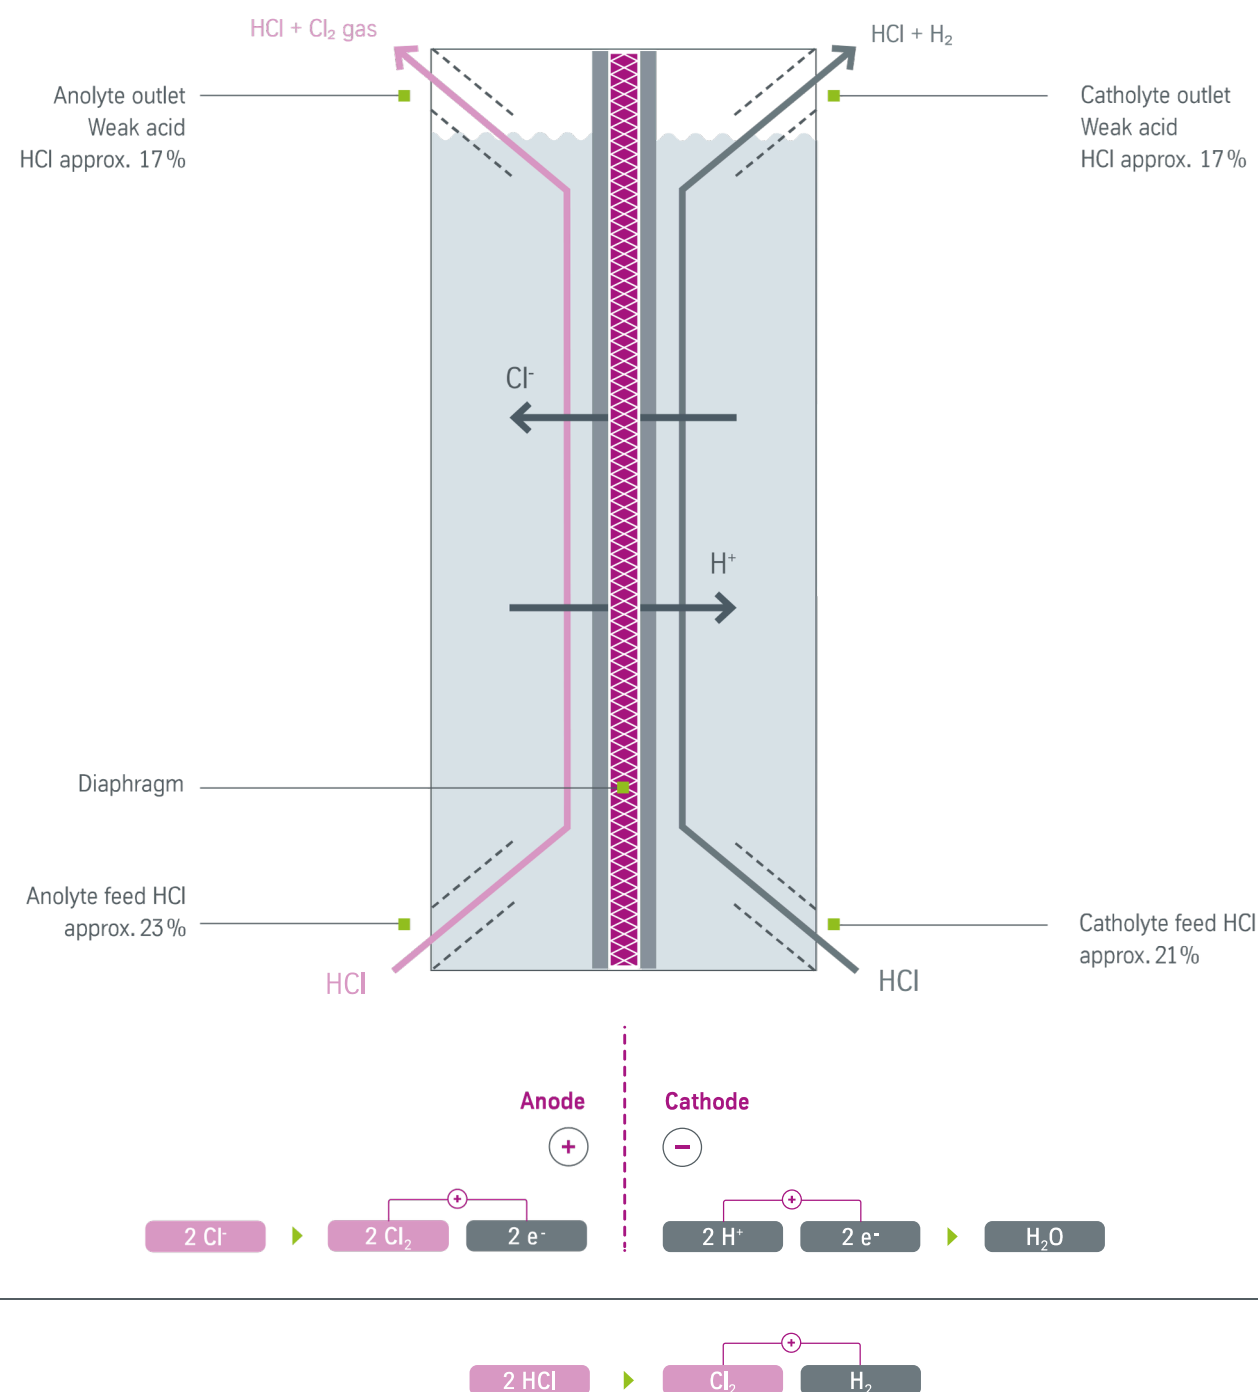 HCl + Cl₂ gas
HCl + H₂
Anolyte outlet
Weak acid
HCl approx. 17%
Catholyte outlet
Weak acid
HCl approx. 17%
Cl⁻
H⁺
Diaphragm
Anolyte feed HCl
approx. 23%
Catholyte feed HCl
approx. 21%
HCl
HCl
Anode
Cathode
+
−
+
+
2 Cl⁻
2 Cl₂
2 e⁻
2 H⁺
2 e⁻
H₂O
+
2 HCl
Cl₂
H₂